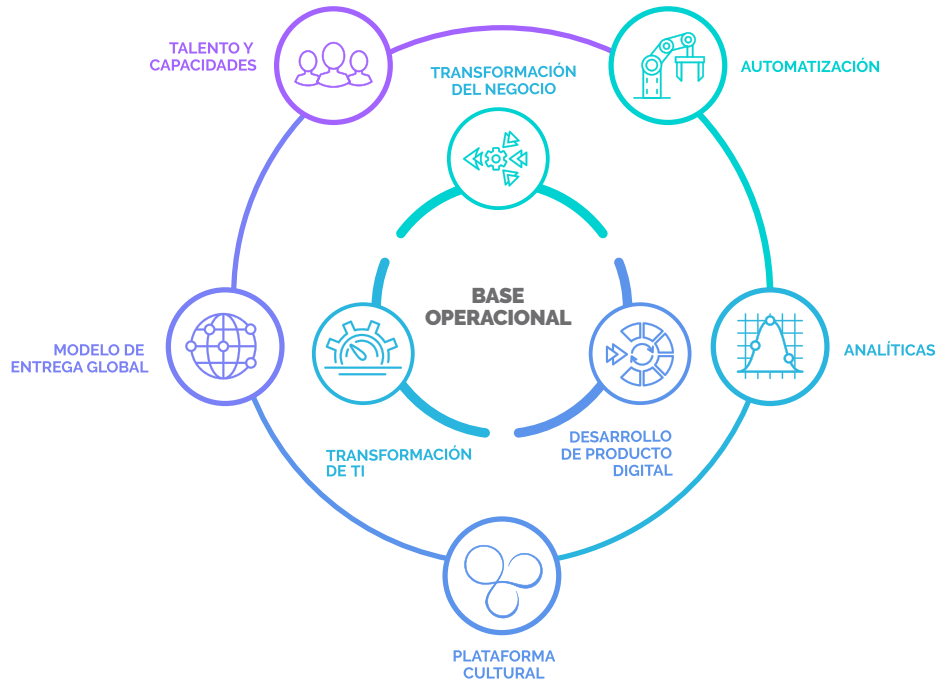 TALENTO Y
CAPACIDADES
TRANSFORMACIÓN
DEL NEGOCIO
AUTOMATIZACIÓN
BASE
OPERACIONAL
MODELO DE
ENTREGA GLOBAL
ANALÍTICAS
TRANSFORMACIÓN
DE TI
DESARROLLO
DE PRODUCTO
DIGITAL
PLATAFORMA
CULTURAL